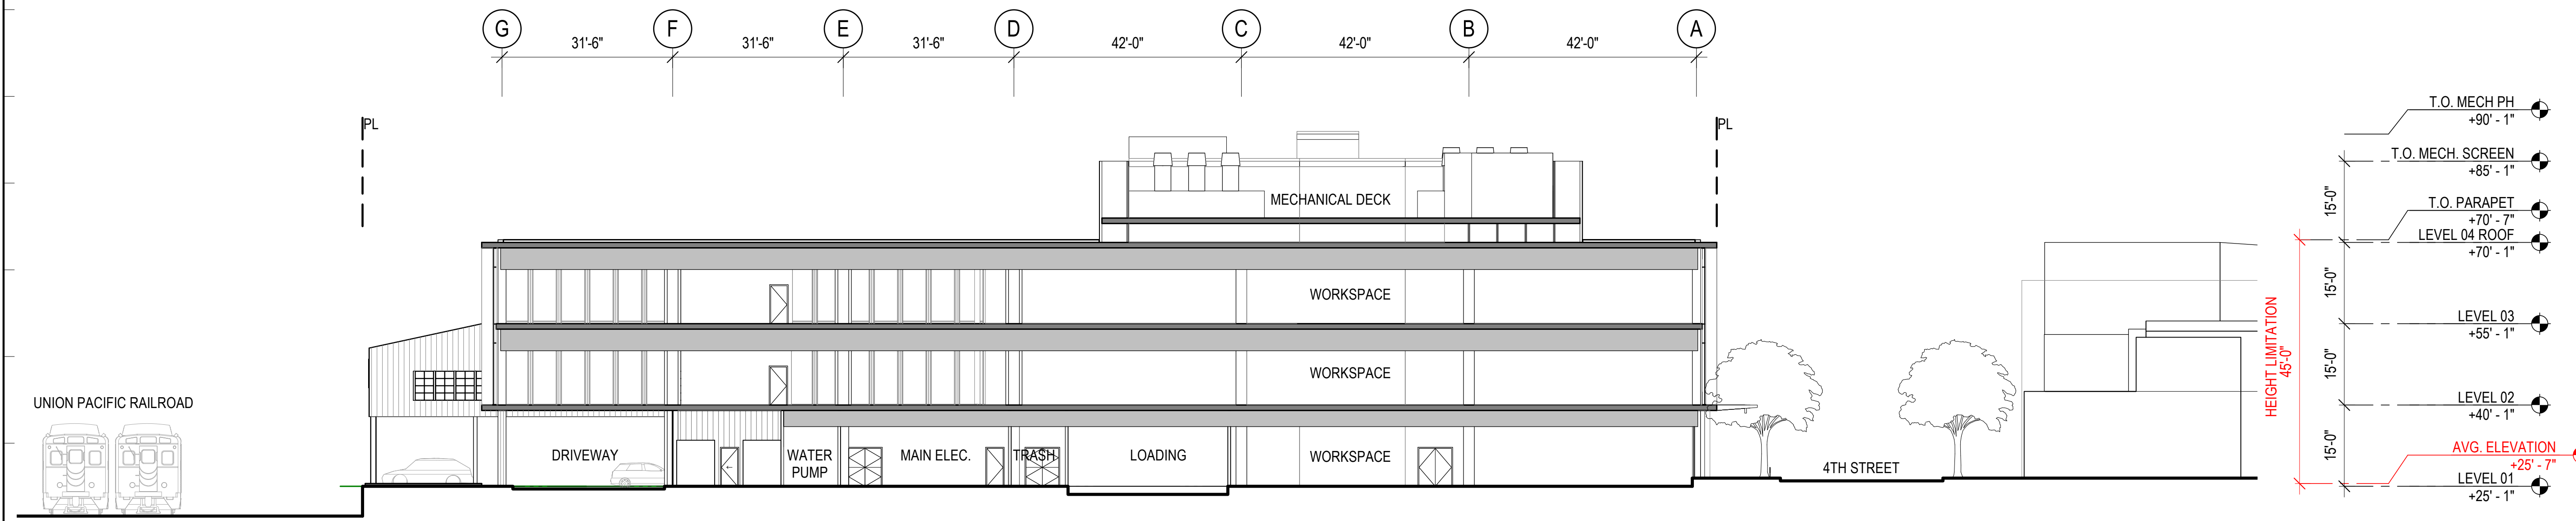 G
F
E
D
C
B
A
31'-6"
31'-6"
31'-6"
42'-0"
42'-0"
42'-0"
PL
PL
T.O. MECH PH
+90' - 1"
T.O. MECH. SCREEN
+85' - 1"
T.O. PARAPET
+70' - 7"
LEVEL 04 ROOF
+70' - 1"
LEVEL 03
+55' - 1"
LEVEL 02
+40' - 1"
AVG. ELEVATION
+25' - 7"
LEVEL 01
+25' - 1"
15'-0"
15'-0"
15'-0"
15'-0"
HEIGHT LIMITATION
45'-0"
MECHANICAL DECK
WORKSPACE
WORKSPACE
UNION PACIFIC RAILROAD
DRIVEWAY
WATER
PUMP
MAIN ELEC.
TRASH
LOADING
WORKSPACE
4TH STREET